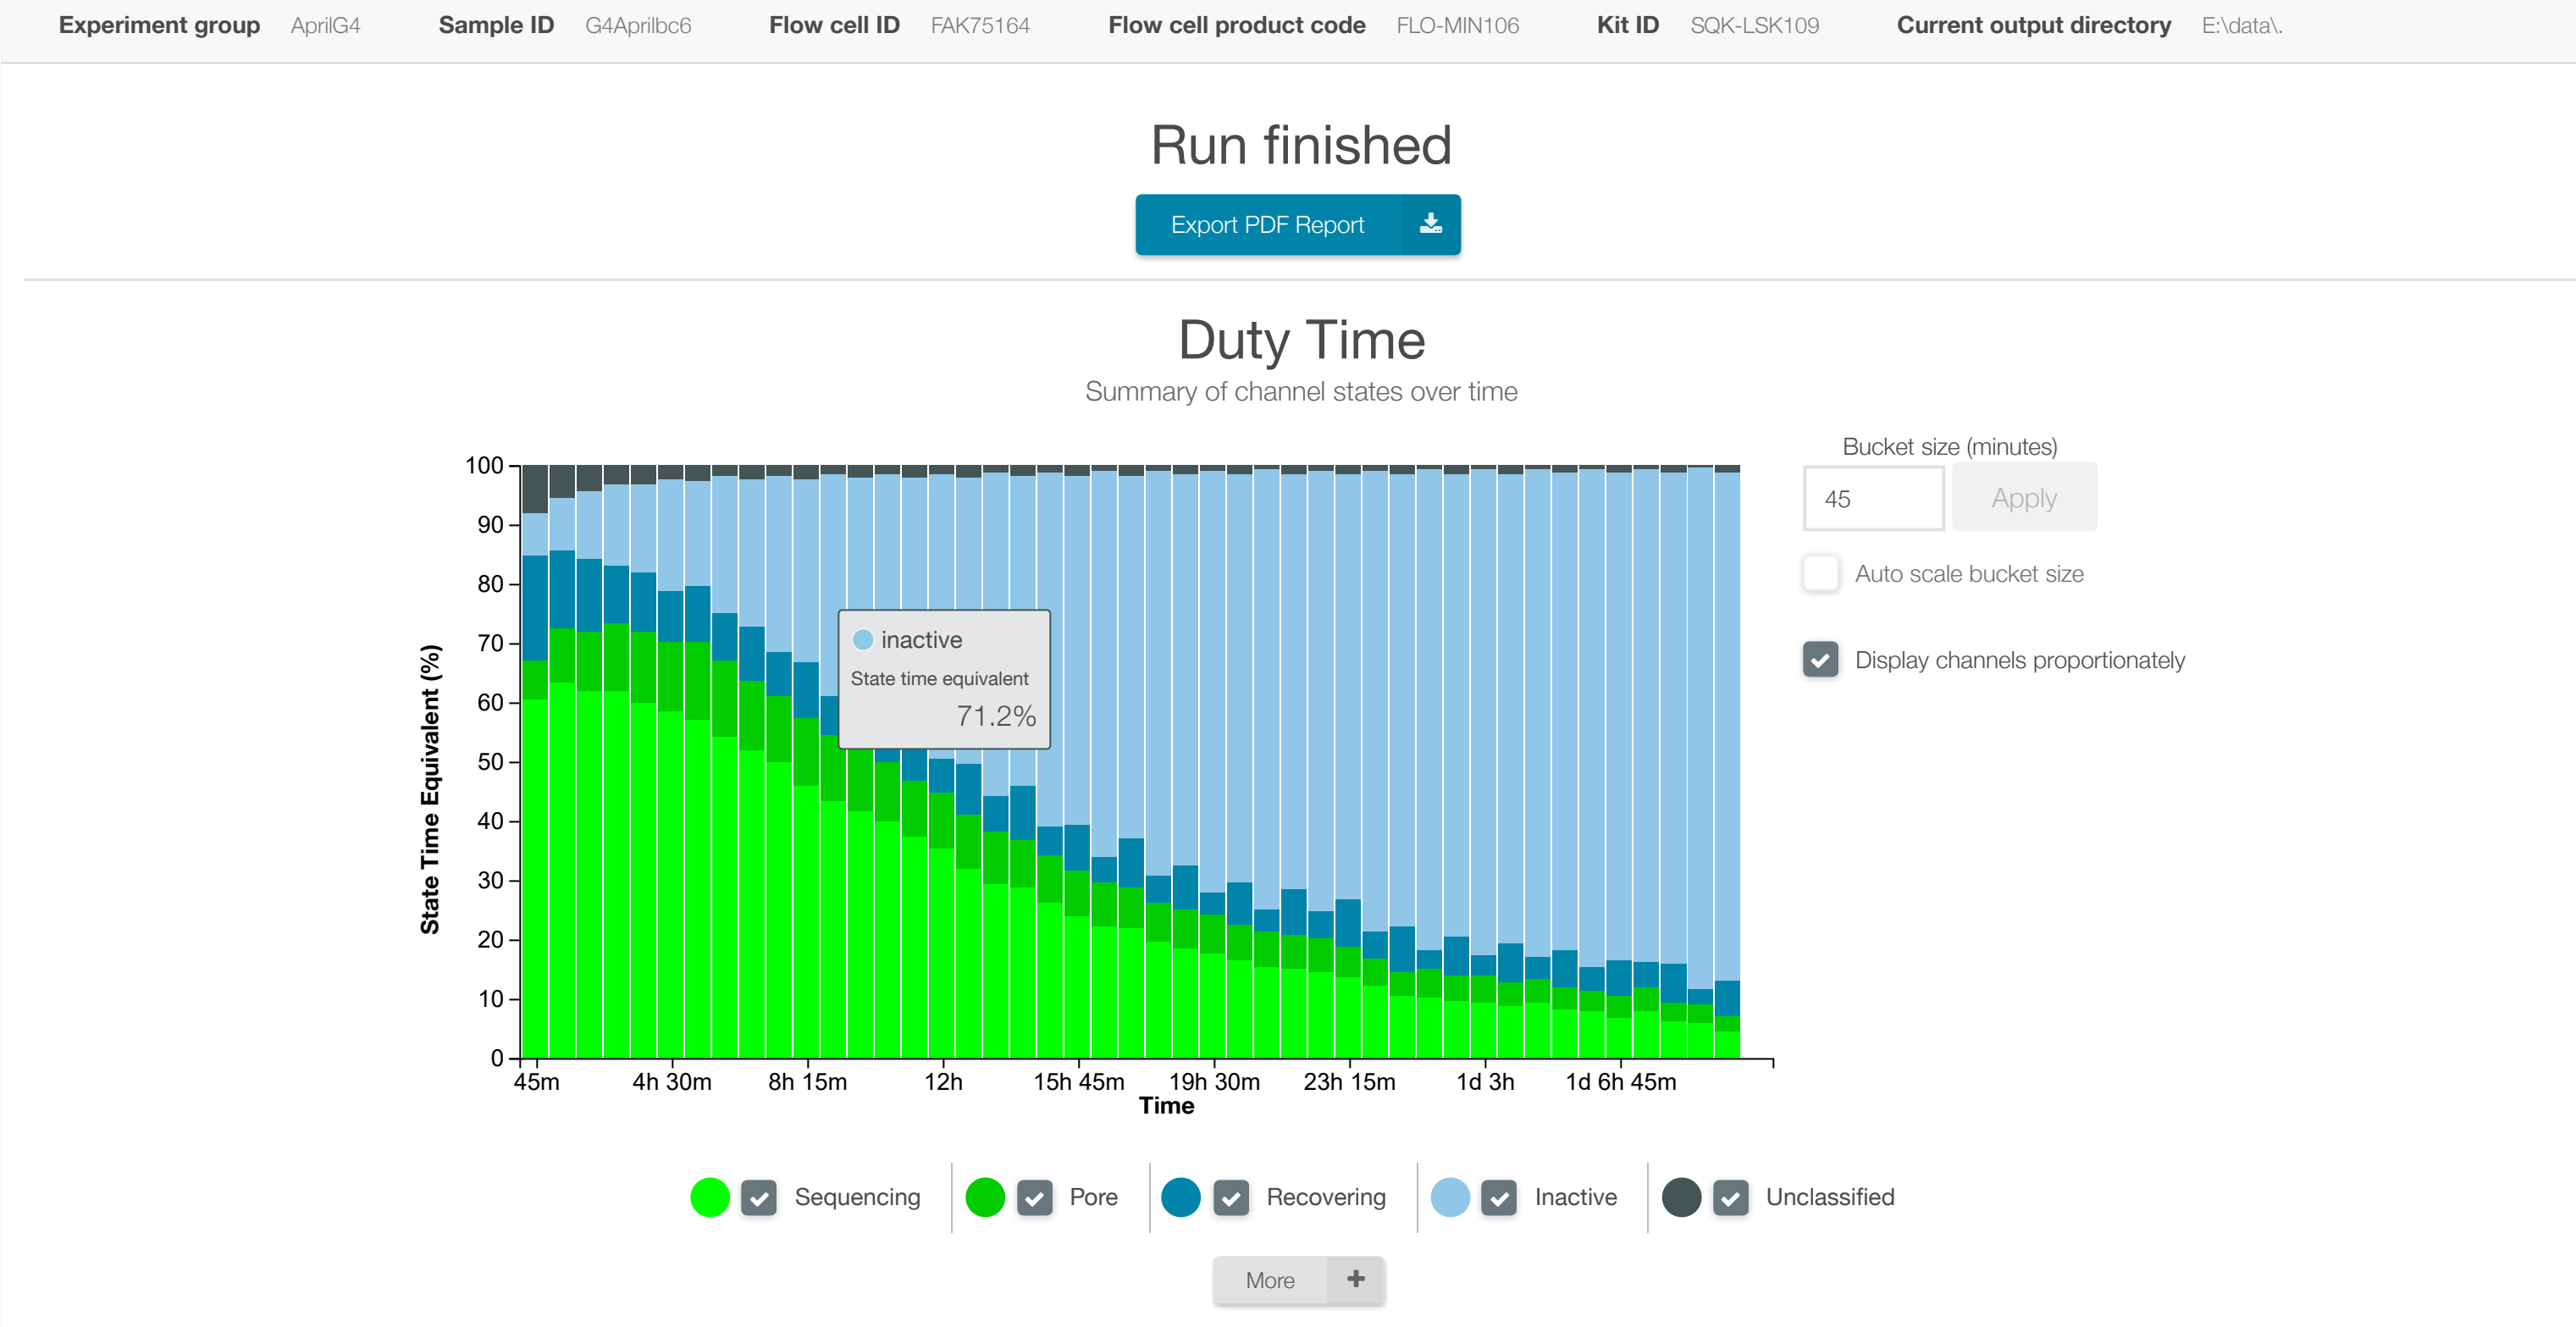 Experiment group AprilG4 Sample ID G4Aprilbc6 Flow cell ID FAK75164 Flow cell product code FLO-MIN106 Kit ID SQK-LSK109 Current output directory E:\data\.
Run finished
Export PDF Report
Duty Time
Summary of channel states over time
Bucket size (minutes)
45
Apply
Auto scale bucket size
Display channels proportionately
State Time Equivalent (%)
100
90
80
70
60
50
40
30
20
10
0
inactive
State time equivalent
71.2%
45m 4h 30m 8h 15m 12h 15h 45m 19h 30m 23h 15m 1d 3h 1d 6h 45m
Time
Sequencing Pore Recovering Inactive Unclassified
More